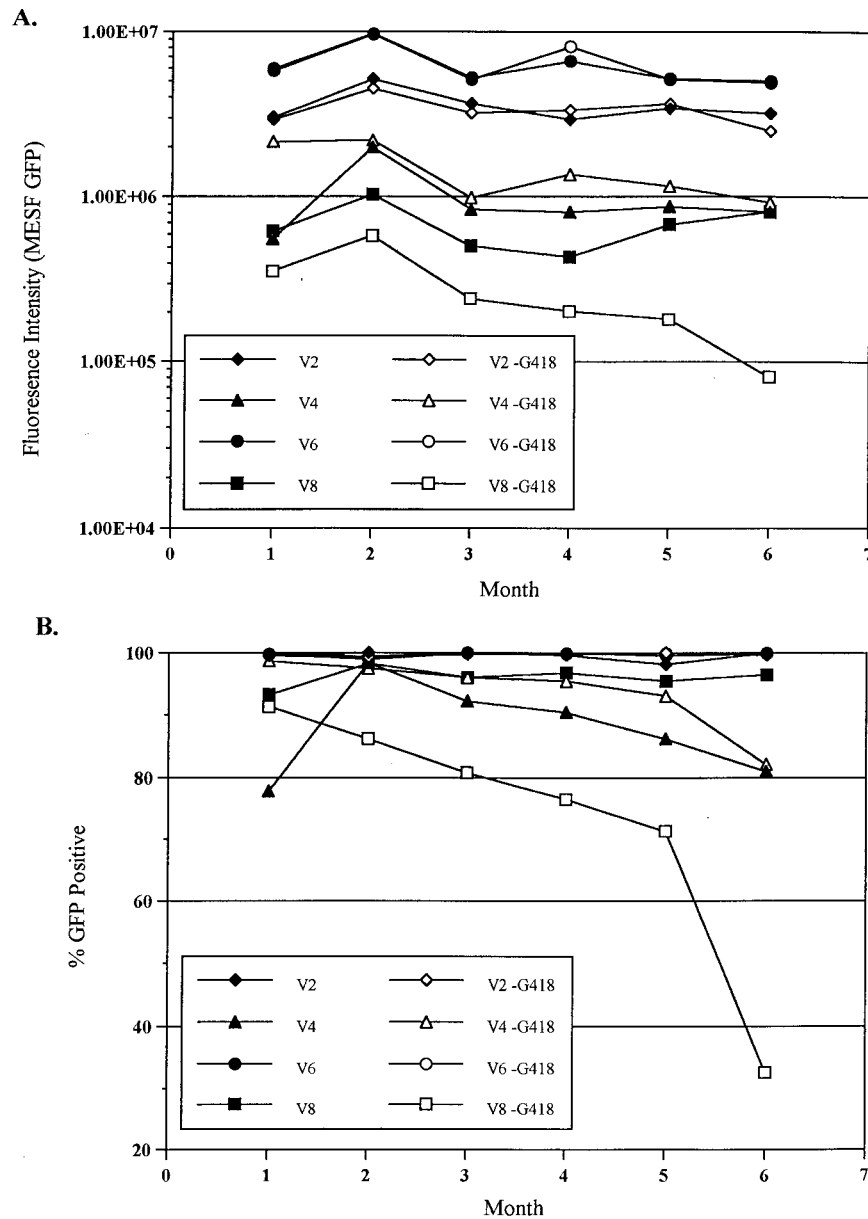 A.
1.00E+07
1.00E+06
1.00E+05
1.00E+04
Fluoresence Intensity (MESF GFP)
V2
V2 -G418
V4
V4 -G418
V6
V6 -G418
V8
V8 -G418
0 1 2 3 4 5 6 7
Month
B.
100
80
60
40
20
% GFP Positive
V2
V2 -G418
V4
V4 -G418
V6
V6 -G418
V8
V8 -G418
0 1 2 3 4 5 6 7
Month